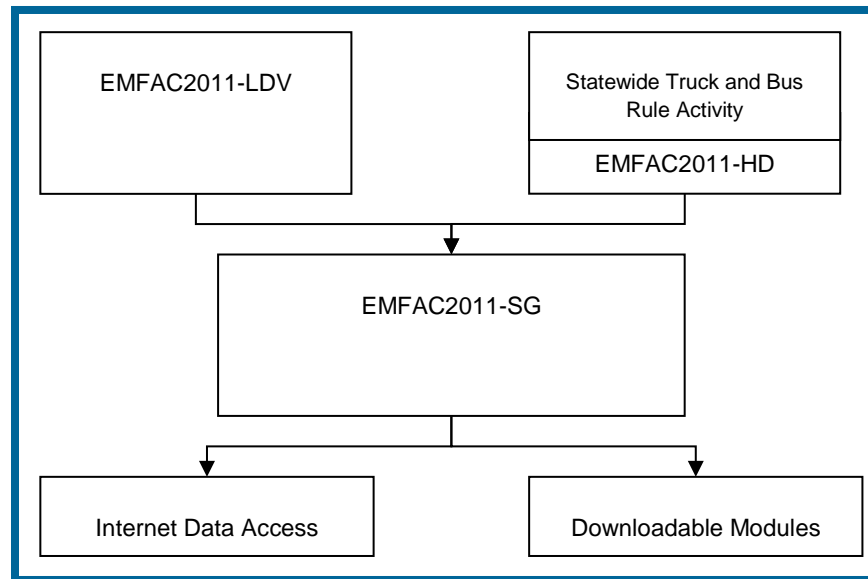 EMFAC2011-LDV
Statewide Truck and Bus
Rule Activity
EMFAC2011-HD
EMFAC2011-SG
Internet Data Access
Downloadable Modules